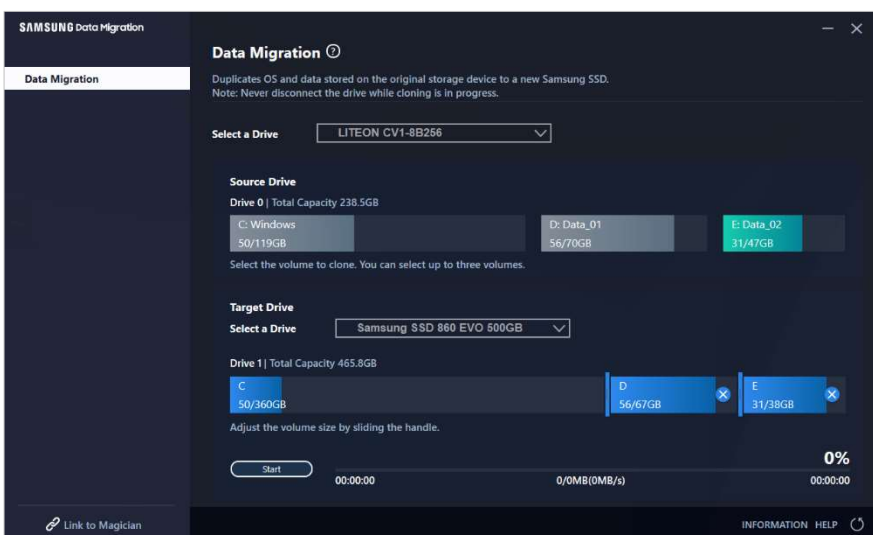 SAMSUNG Data Migration
Data Migration
Data Migration ?
Duplicates OS and data stored on the original storage device to a new Samsung SSD.
Note: Never disconnect the drive while cloning is in progress.
Select a Drive LITEON CV1-8B256
Source Drive
Drive 0 | Total Capacity 238.5GB
C: Windows D: Data_01 E: Data_02
50/119GB 56/70GB 31/47GB
Select the volume to clone. You can select up to three volumes.
Target Drive
Select a Drive Samsung SSD 860 EVO 500GB
Drive 1 | Total Capacity 465.8GB
C D E
50/360GB 56/67GB 31/38GB
Adjust the volume size by sliding the handle.
0%
Start
00:00:00 0/0MB(0MB/s) 00:00:00
Link to Magician
INFORMATION HELP